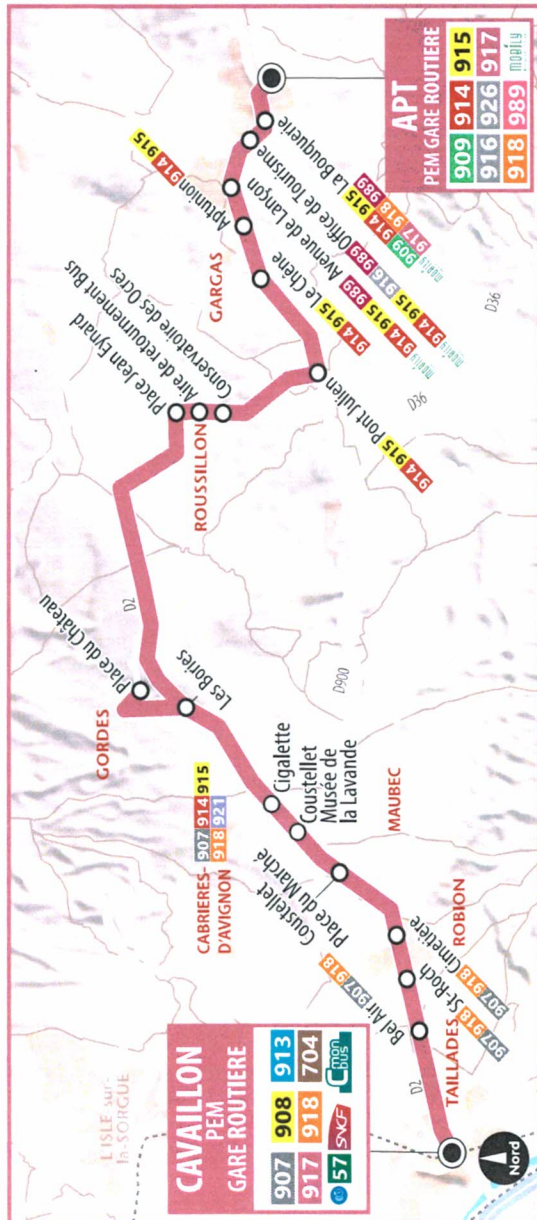 L'ISLE sur-
la-SORGUE
CAVAILLON
PEM
GARE ROUTIERE
907 908 913
917 918 704
57 SNCF C mon bus
Nord
D2
TAILLADES
Bel Air 907 918
St-Roch
907 918
ROBION
Cimetière
907 918
Coustellet
Place du Marché
MAUBEC
Coustellet
Musée de
la Lavande
Cigalette
CABRIERES-
D'AVIGNON
907 914 915
918 921
D900
Les Bories
GORDES
Place du Château
D2
ROUSSILLON
Place Jean Eynard
Aire de retournement Bus
Conservatoire des Ocres
914 915 Pont Julien
D36
GARGAS
914 915 Le Chêne
914 915 Aptunion
mobily 914 915 989 Avenue de Lançon
mobily 914 915 916 989 Office de Tourisme
mobily 909 914 915 La Bouquerie
917 918 989
D36
APT
PEM GARE ROUTIERE
909 914 915
916 926 917
918 989 mobily